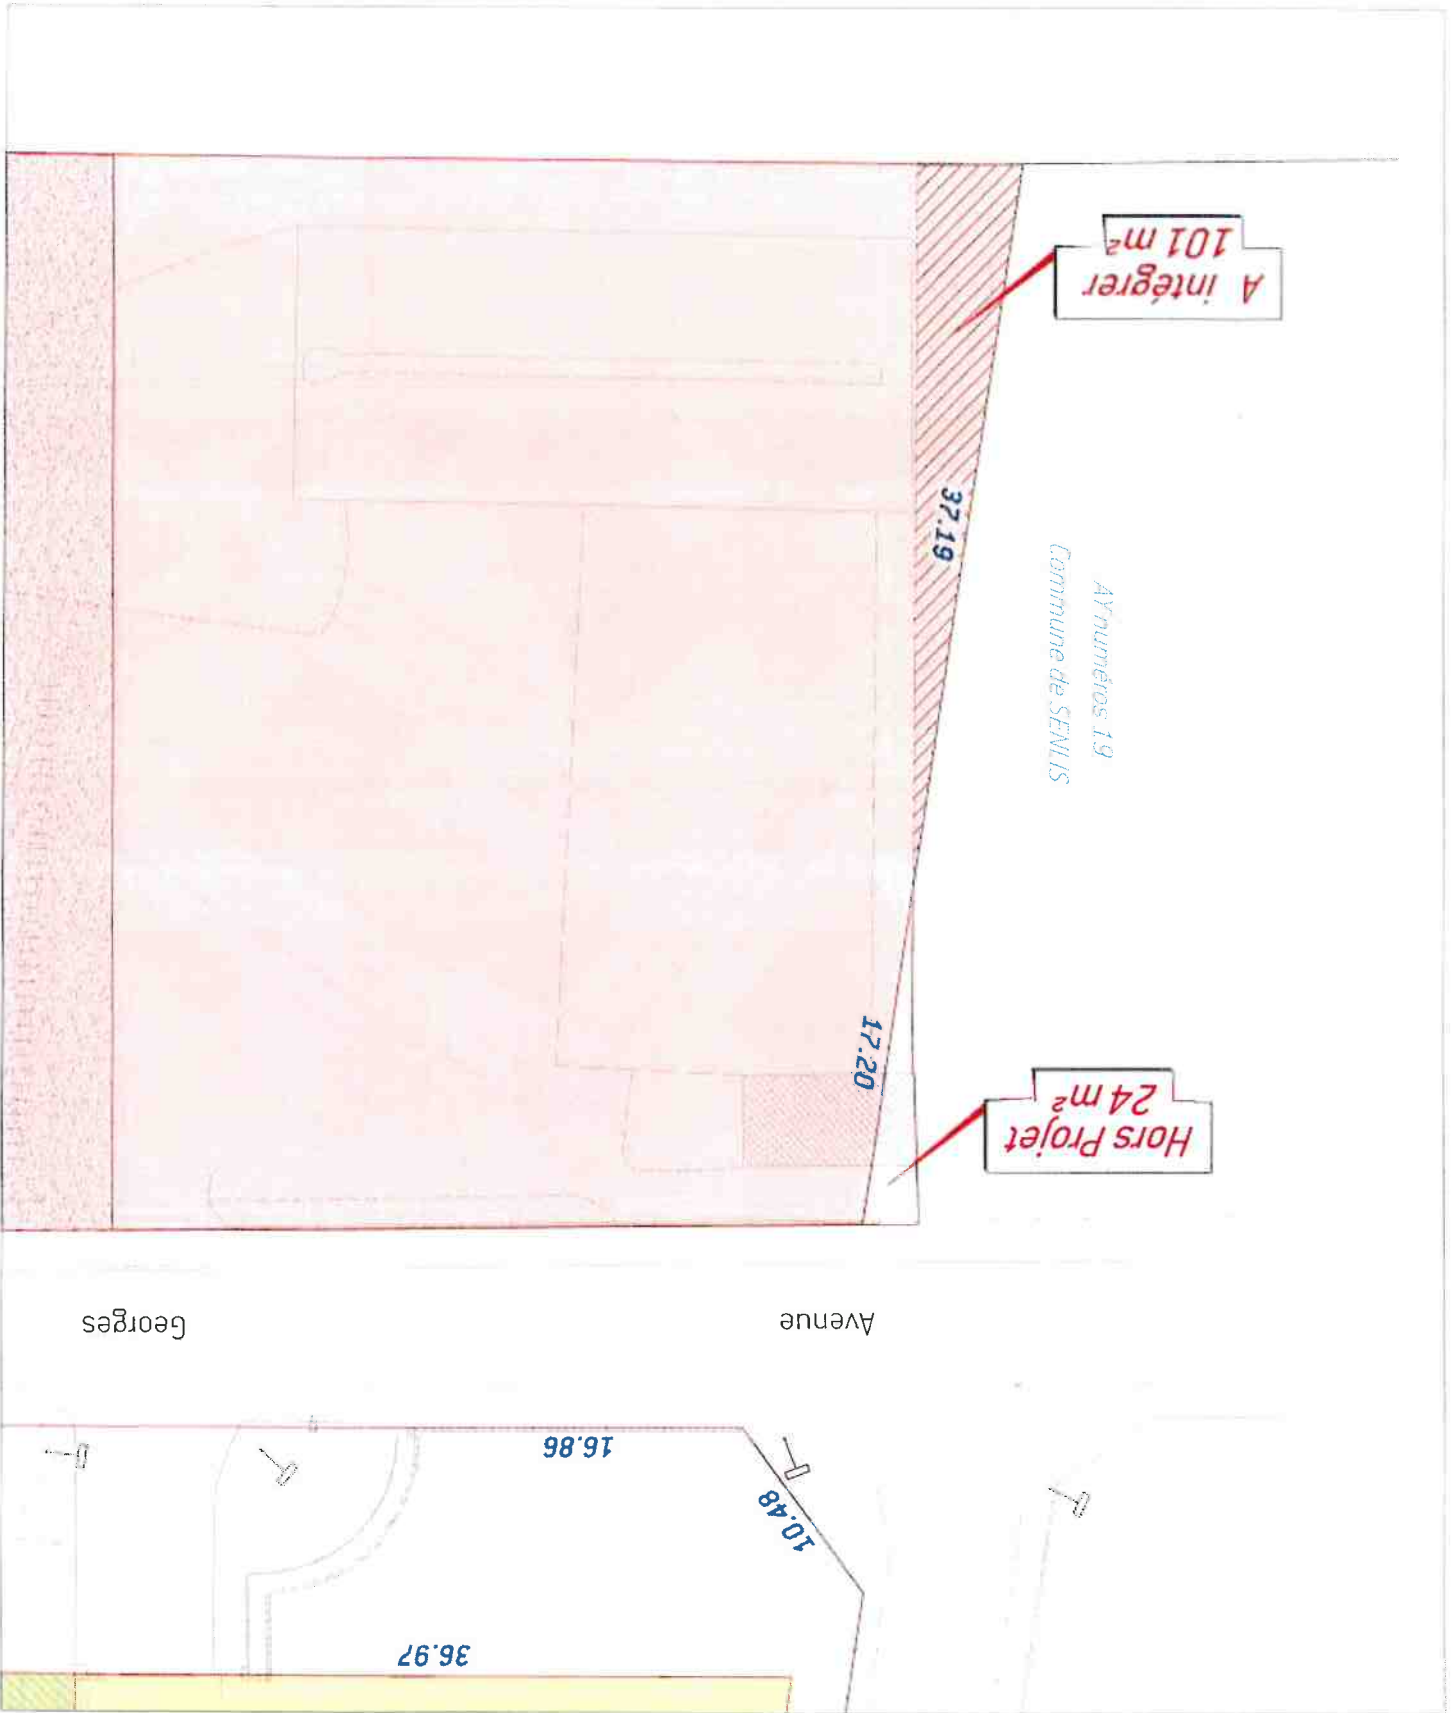 36.97
10.48
16.86
Avenue
Georges
Hors Projet
24 m²
17.20
AY numéros 19
Commune de SENLIS
37.19
A intégrer
101 m²